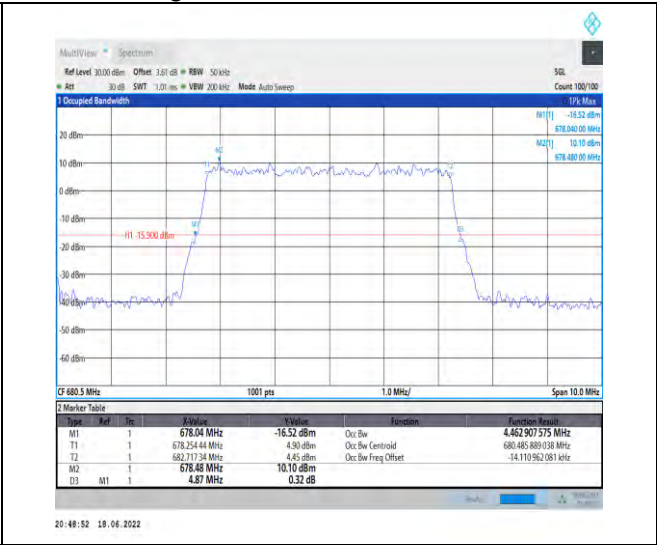 MultiView Spectrum
Ref Level 30.00 dBm Offset 3.61 dB RBW 50 kHz SGL
Att 30 dB SWT 1.01 ms VBW 200 kHz Mode Auto Sweep Count 100/100
1 Occupied Bandwidth 1Pk Max
M1[1] -16.52 dBm
678.040 00 MHz
M2[1] 10.10 dBm
678.480 00 MHz
20 dBm
M2
10 dBm
T1
T2
0 dBm
-10 dBm
M1
D3
H1 -15.900 dBm
-20 dBm
-30 dBm
-40 dBm
-50 dBm
-60 dBm
CF 680.5 MHz 1001 pts 1.0 MHz/ Span 10.0 MHz
2 Marker Table
Type Ref Trc X-Value Y-Value Function Function Result
M1 1 678.04 MHz -16.52 dBm Occ Bw 4.462 907 575 MHz
T1 1 678.254 44 MHz 4.90 dBm Occ Bw Centroid 680.485 889 038 MHz
T2 1 682.717 34 MHz 4.45 dBm Occ Bw Freq Offset -14.110 962 081 kHz
M2 1 678.48 MHz 10.10 dBm
D3 M1 1 4.87 MHz 0.32 dB
20:48:52 18.06.2022